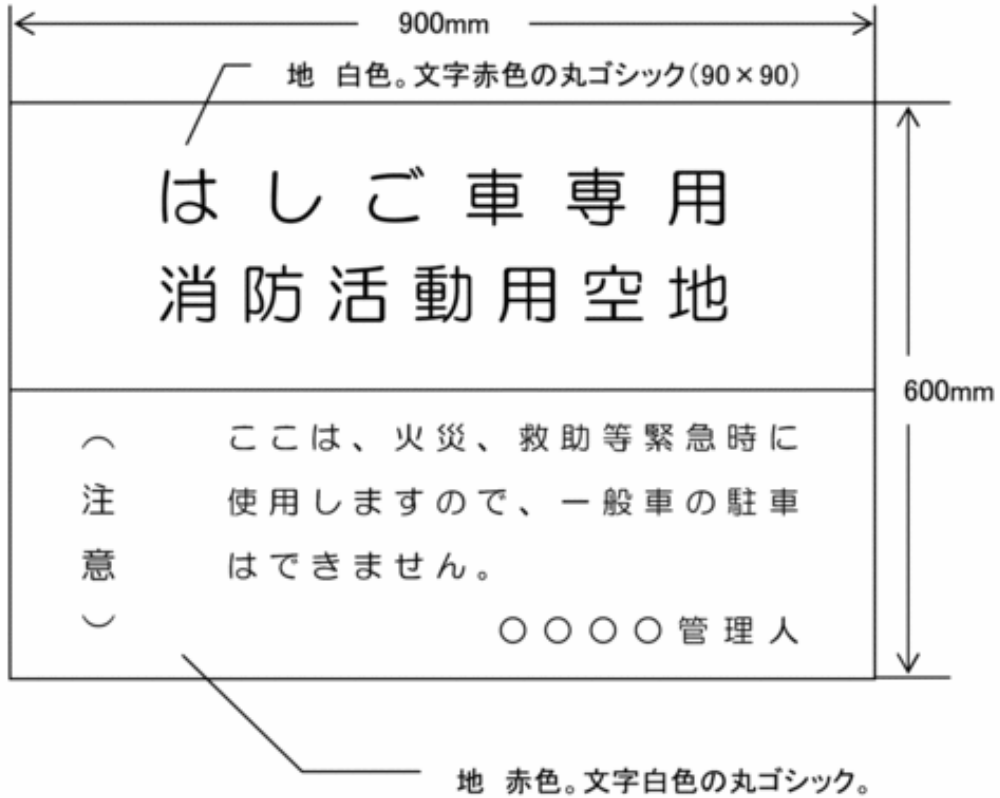 900mm
地 白色。文字赤色の丸ゴシック(90×90)
はしご車専用
消防活動用空地
600mm
(注意)
ここは、火災、救助等緊急時に
使用しますので、一般車の駐車
はできません。
〇〇〇〇管理人
地 赤色。文字白色の丸ゴシック。